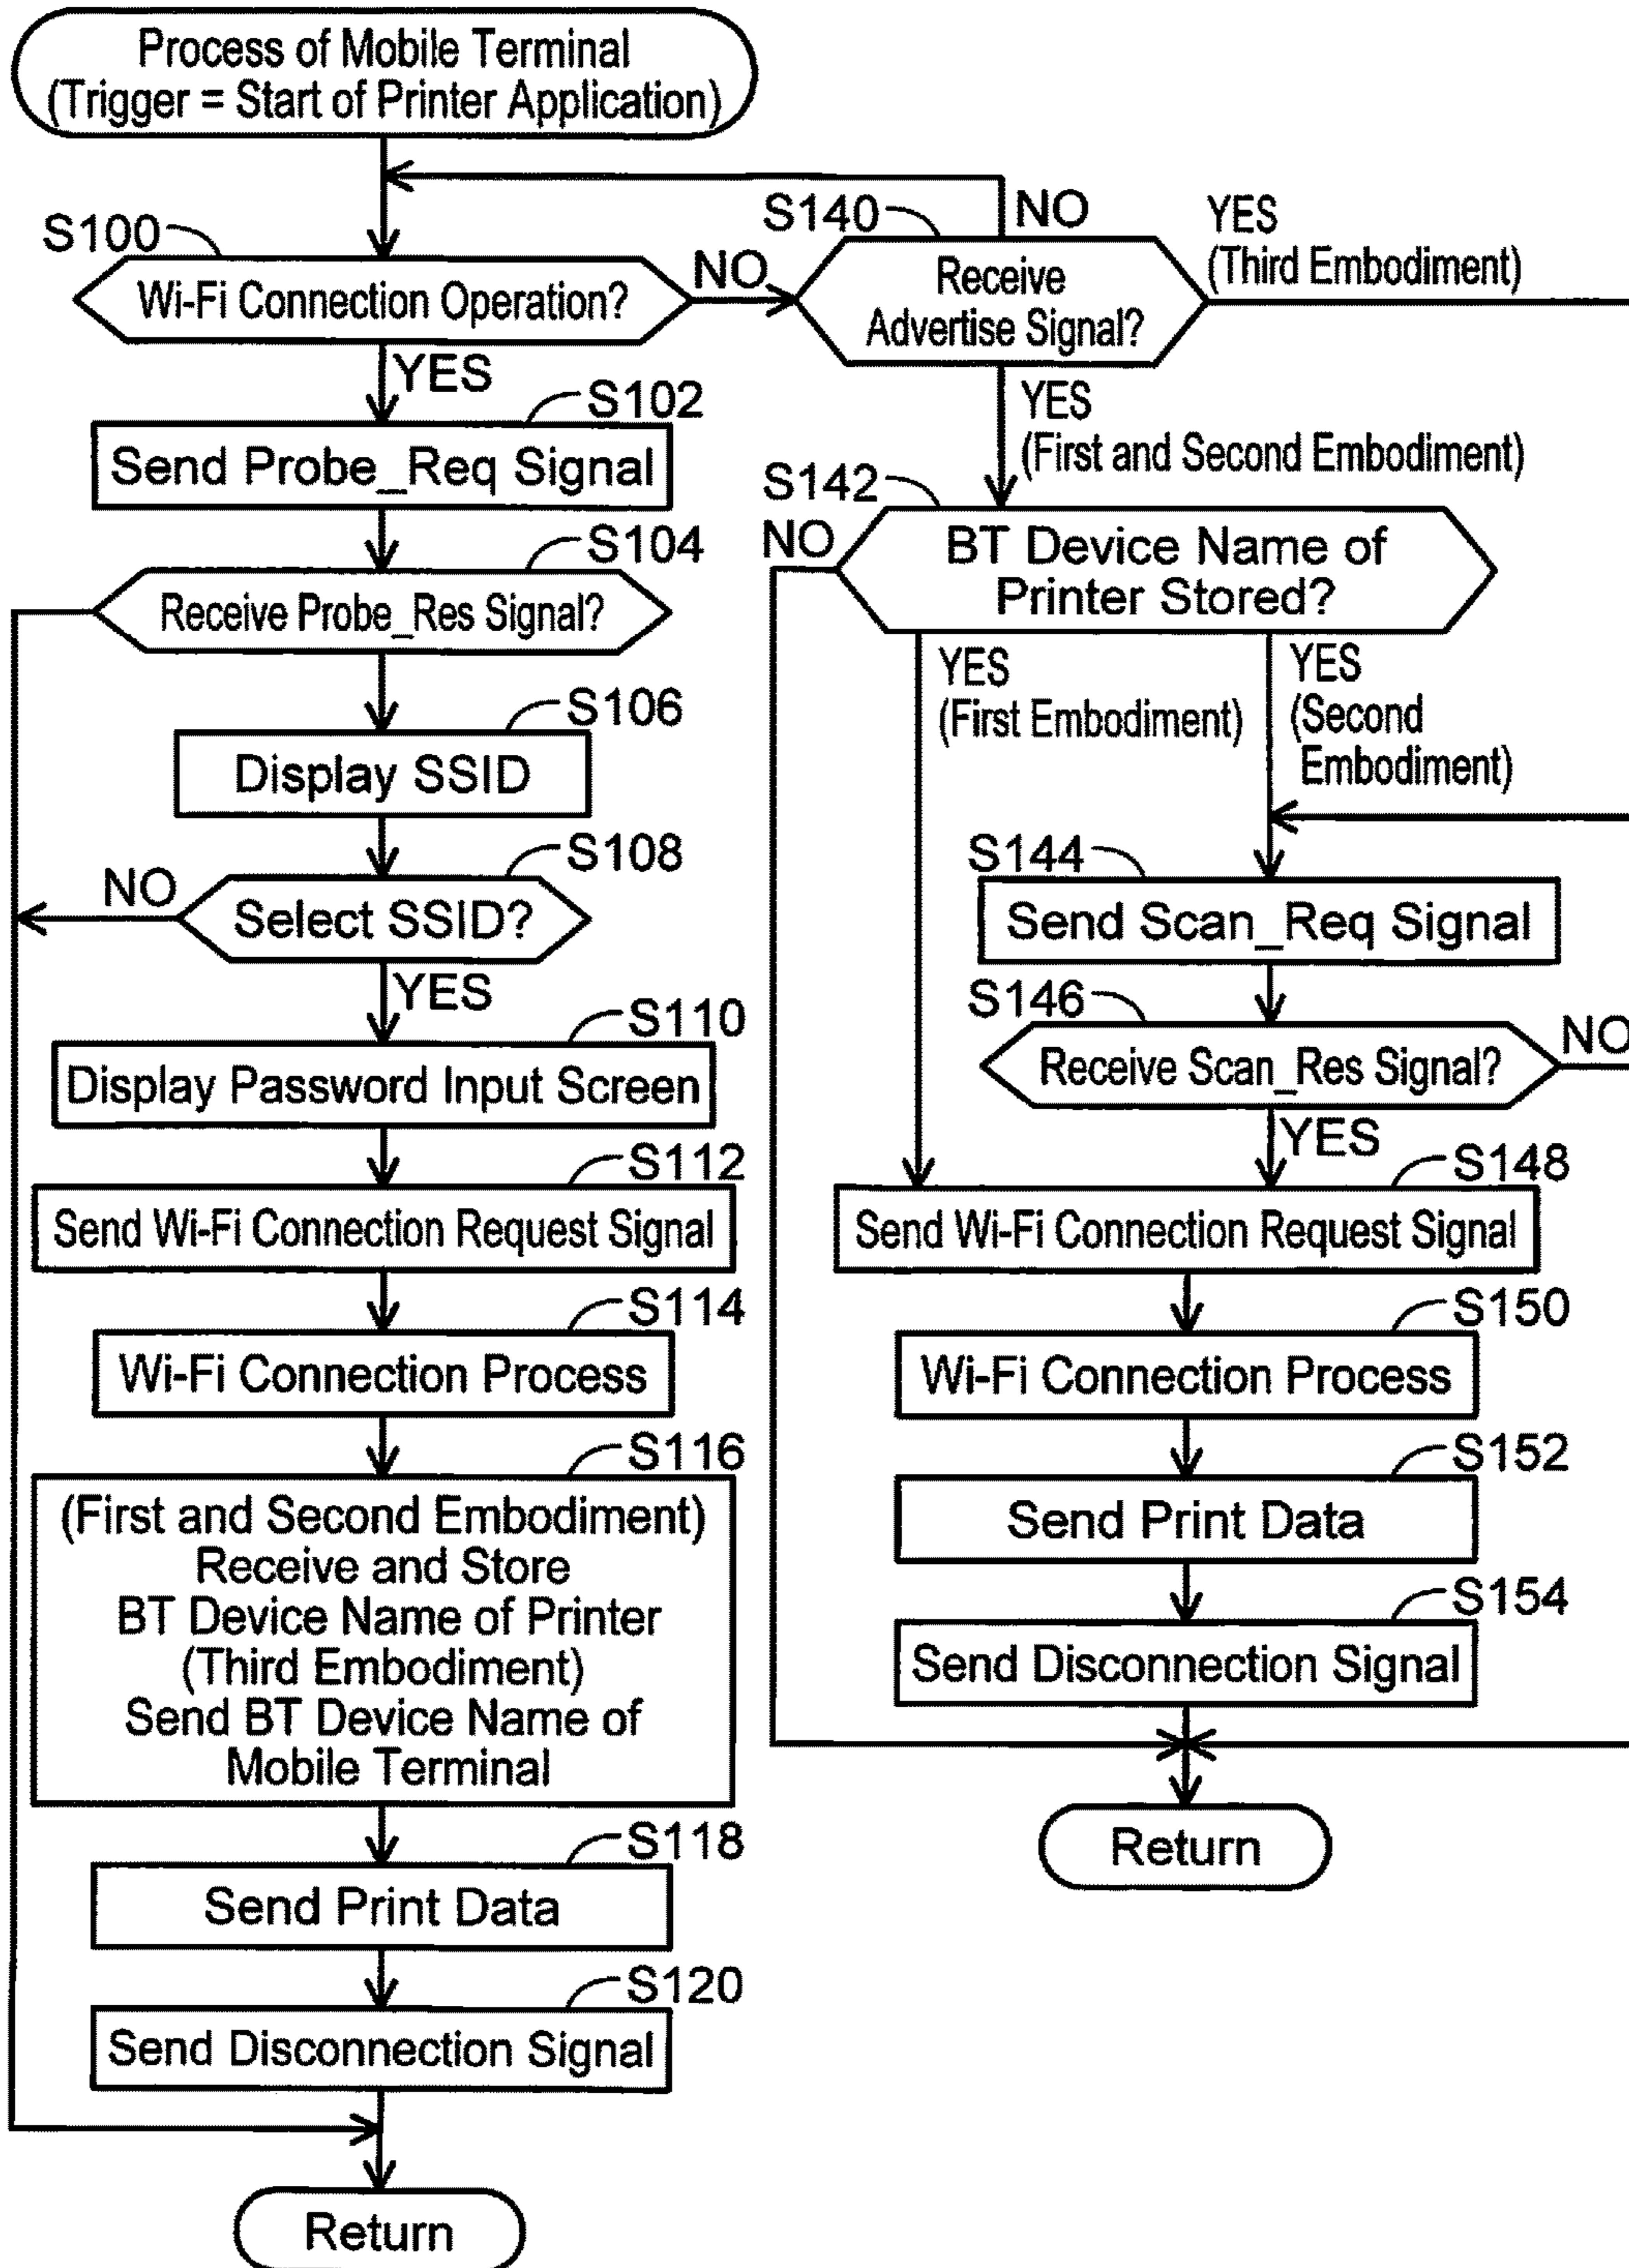 Process of Mobile Terminal
(Trigger = Start of Printer Application)
S100
Wi-Fi Connection Operation?
NO
YES
S102
Send Probe_Req Signal
S104
Receive Probe_Res Signal?
S106
Display SSID
S108
NO
Select SSID?
YES
S110
Display Password Input Screen
S112
Send Wi-Fi Connection Request Signal
S114
Wi-Fi Connection Process
S116
(First and Second Embodiment)
Receive and Store
BT Device Name of Printer
(Third Embodiment)
Send BT Device Name of
Mobile Terminal
S118
Send Print Data
S120
Send Disconnection Signal
Return
S140
NO
YES
(Third Embodiment)
Receive
Advertise Signal?
YES
(First and Second Embodiment)
S142
NO
BT Device Name of
Printer Stored?
YES
(First Embodiment)
YES
(Second
Embodiment)
S144
Send Scan_Req Signal
S146
Receive Scan_Res Signal?
NO
YES
S148
Send Wi-Fi Connection Request Signal
S150
Wi-Fi Connection Process
S152
Send Print Data
S154
Send Disconnection Signal
Return